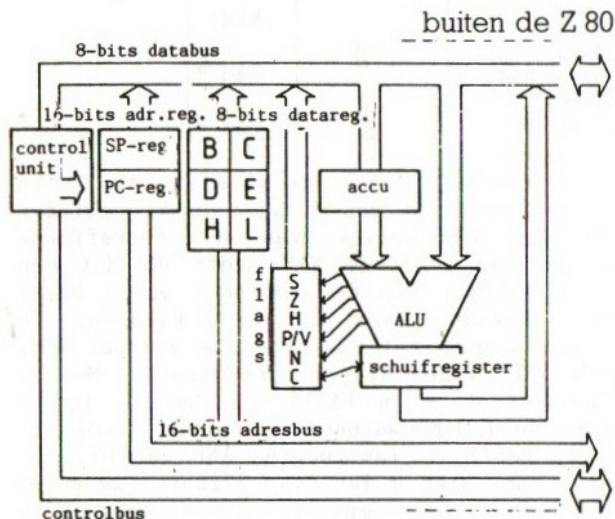 buiten de Z 80
8-bits databus
16-bits adr.reg. 8-bits datareg.
control
unit
SP-reg
PC-reg.
B C
D E
H L
accu
flags
S
Z
H
P/V
N
C
ALU
schuifregister
16-bits adresbus
controlbus